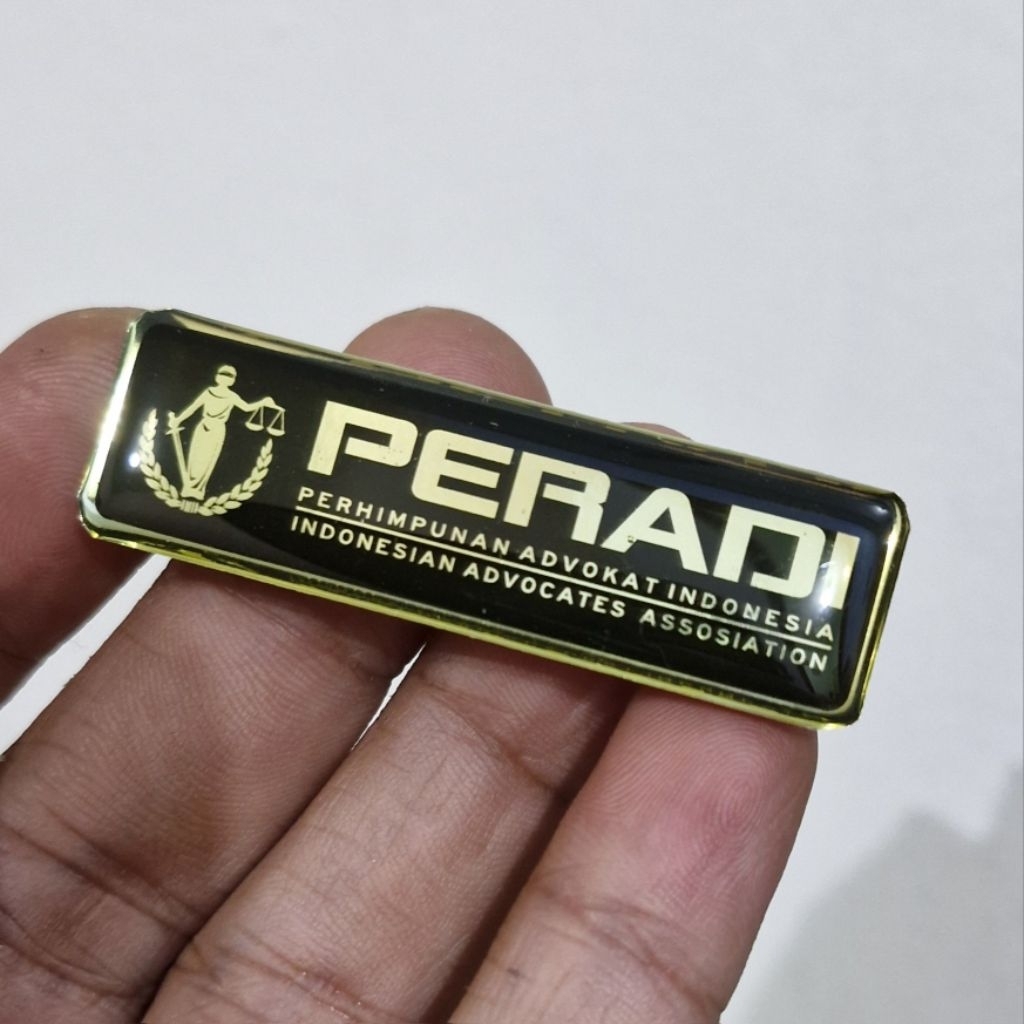 PERADI
PERHIMPUNAN ADVOKAT INDONESIA
INDONESIAN ADVOCATES ASSOSIATION